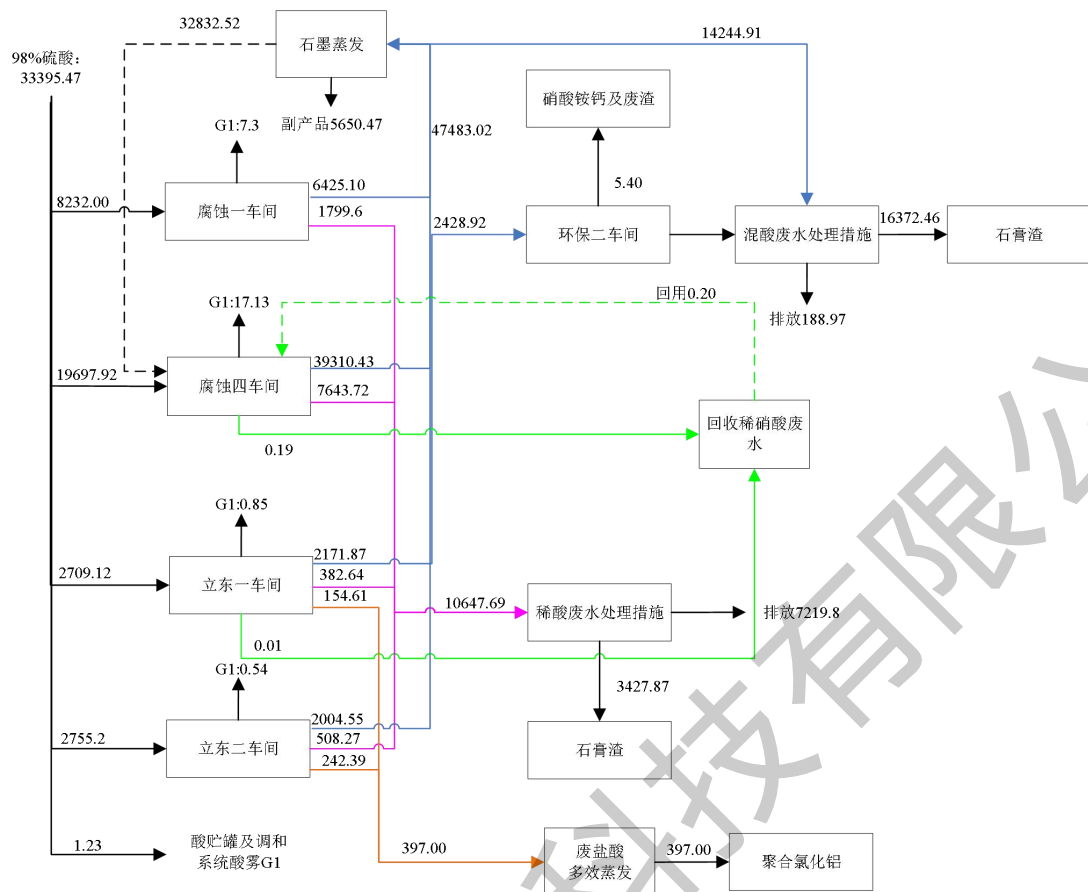 32832.52
石墨蒸发
14244.91
98%硫酸：
33395.47
硝酸铵钙及废渣
副产品5650.47
G1:7.3
47483.02
5.40
8232.00
腐蚀一车间
6425.10
1799.6
2428.92
环保二车间
混酸废水处理措施
16372.46
石膏渣
排放188.97
G1:17.13
回用0.20
19697.92
腐蚀四车间
39310.43
7643.72
0.19
回收稀硝酸废
水
G1:0.85
2709.12
立东一车间
2171.87
382.64
154.61
0.01
10647.69
稀酸废水处理措施
排放7219.8
3427.87
G1:0.54
2755.2
立东二车间
2004.55
508.27
242.39
石膏渣
1.23
酸贮罐及调和
系统酸雾G1
397.00
废盐酸
多效蒸发
397.00
聚合氯化铝
科技有限公